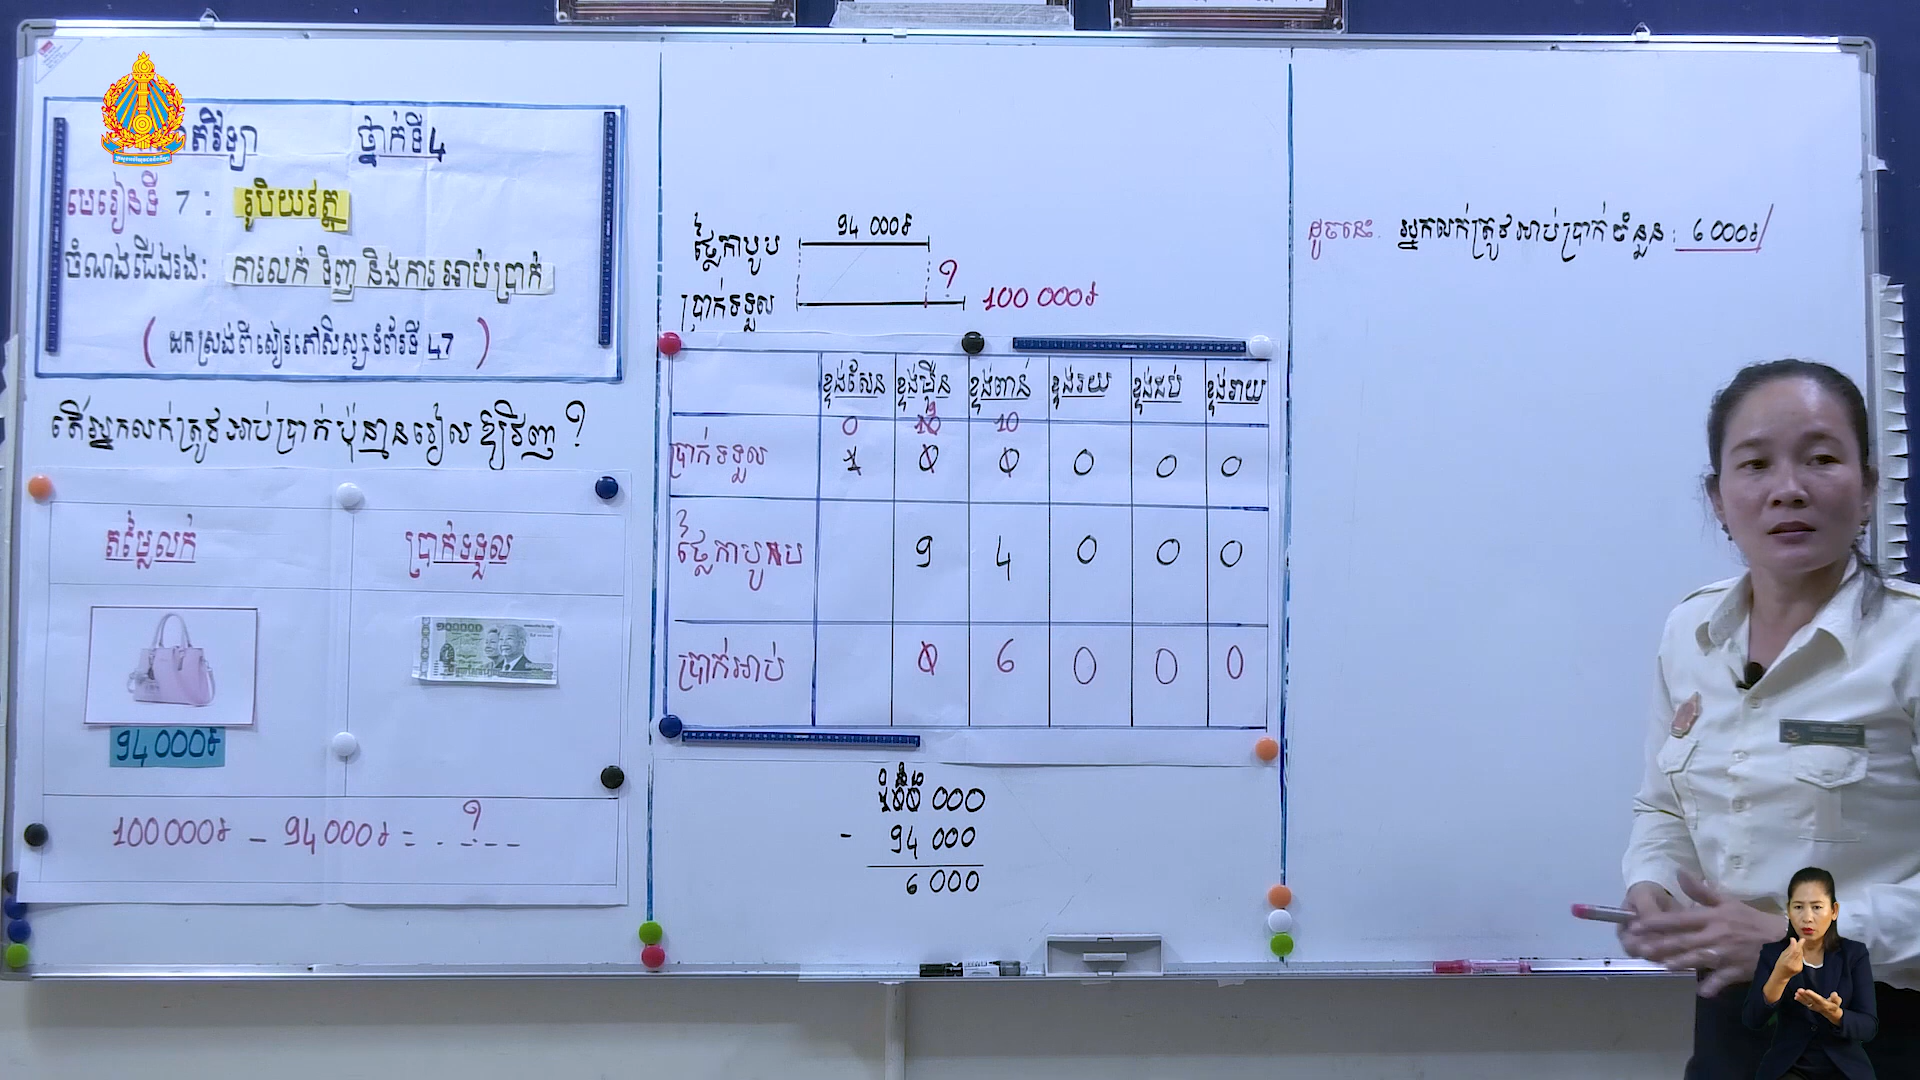 ថ្នាក់ទី4
មេរៀនទី 7 : រូបិយវត្ថុ
ចំណងជើងរង: ការលក់ ទិញ និងការអាប់ប្រាក់
( ដកស្រង់ពីសៀវភៅសិស្សទំព័រទី 47 )
តើអ្នកលក់ត្រូវអាប់ប្រាក់ប៉ុន្មានរៀលឱ្យវិញ ?
តម្លៃលក់ ប្រាក់ទទួល
94 000៛
100 000៛ – 94 000៛ = . . ? . . .
ថ្លៃកាបូប 94 000៛
?
ប្រាក់ទទួល 100 000៛
ខ្ទង់សែន ខ្ទង់ម៉ឺន ខ្ទង់ពាន់ ខ្ទង់រយ ខ្ទង់ដប់ ខ្ទង់រាយ
0 10 9 10
ប្រាក់ទទួល 1 0 0 0 0 0
ថ្លៃកាបូប 9 4 0 0 0
ប្រាក់អាប់ 0 6 0 0 0
100 000
- 94 000
6 000
ដូចនេះ អ្នកលក់ត្រូវអាប់ប្រាក់ចំនួន: 6 000៛